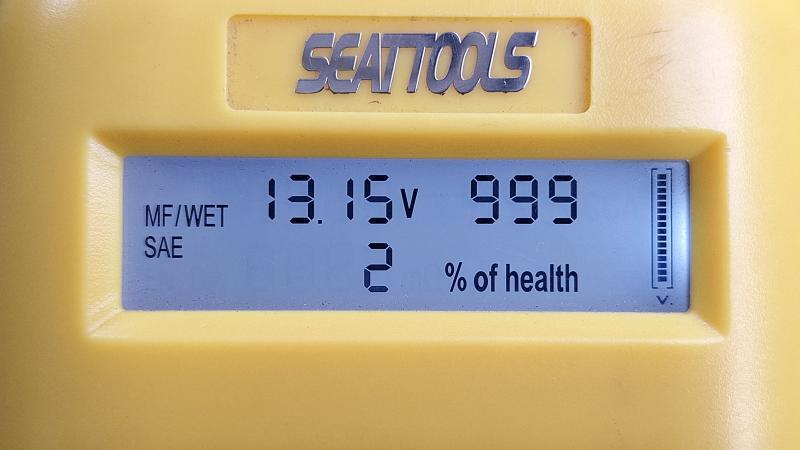 SEATTOOLS
MF/WET 13.15V 999
SAE
2 % of health
V